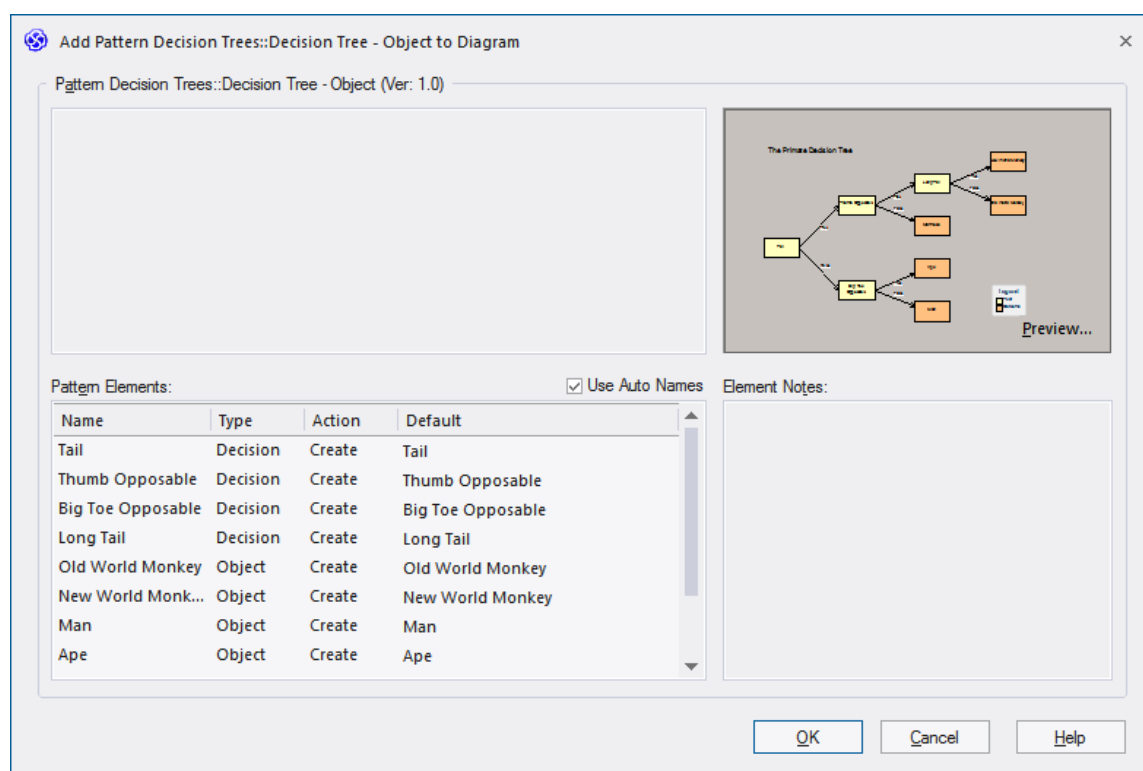 Add Pattern Decision Trees::Decision Tree - Object to Diagram
Pattern Decision Trees::Decision Tree - Object (Ver: 1.0)
The Primate Decision Tree
Preview...
Pattern Elements:
Use Auto Names
Element Notes:
Name Type Action Default
Tail Decision Create Tail
Thumb Opposable Decision Create Thumb Opposable
Big Toe Opposable Decision Create Big Toe Opposable
Long Tail Decision Create Long Tail
Old World Monkey Object Create Old World Monkey
New World Monk... Object Create New World Monkey
Man Object Create Man
Ape Object Create Ape
OK Cancel Help